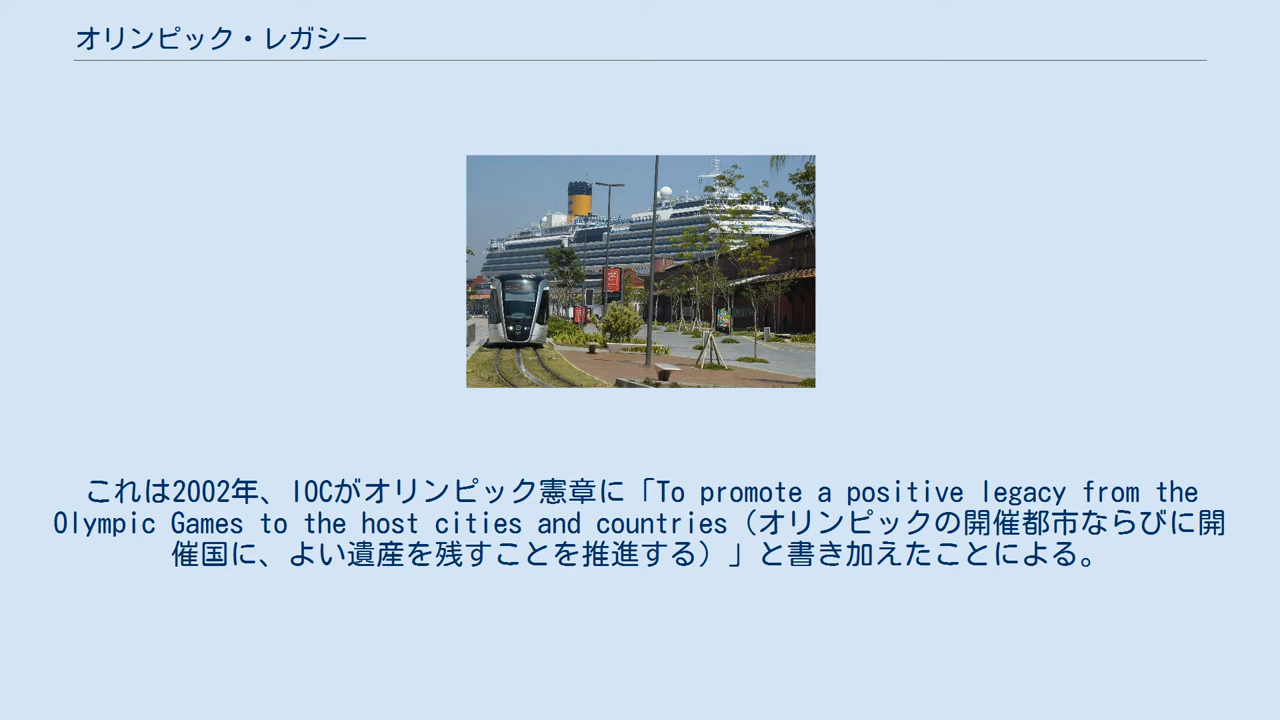 オリンピック・レガシー
これは2002年、IOCがオリンピック憲章に「To promote a positive legacy from the
Olympic Games to the host cities and countries（オリンピックの開催都市ならびに開
催国に、よい遺産を残すことを推進する）」と書き加えたことによる。